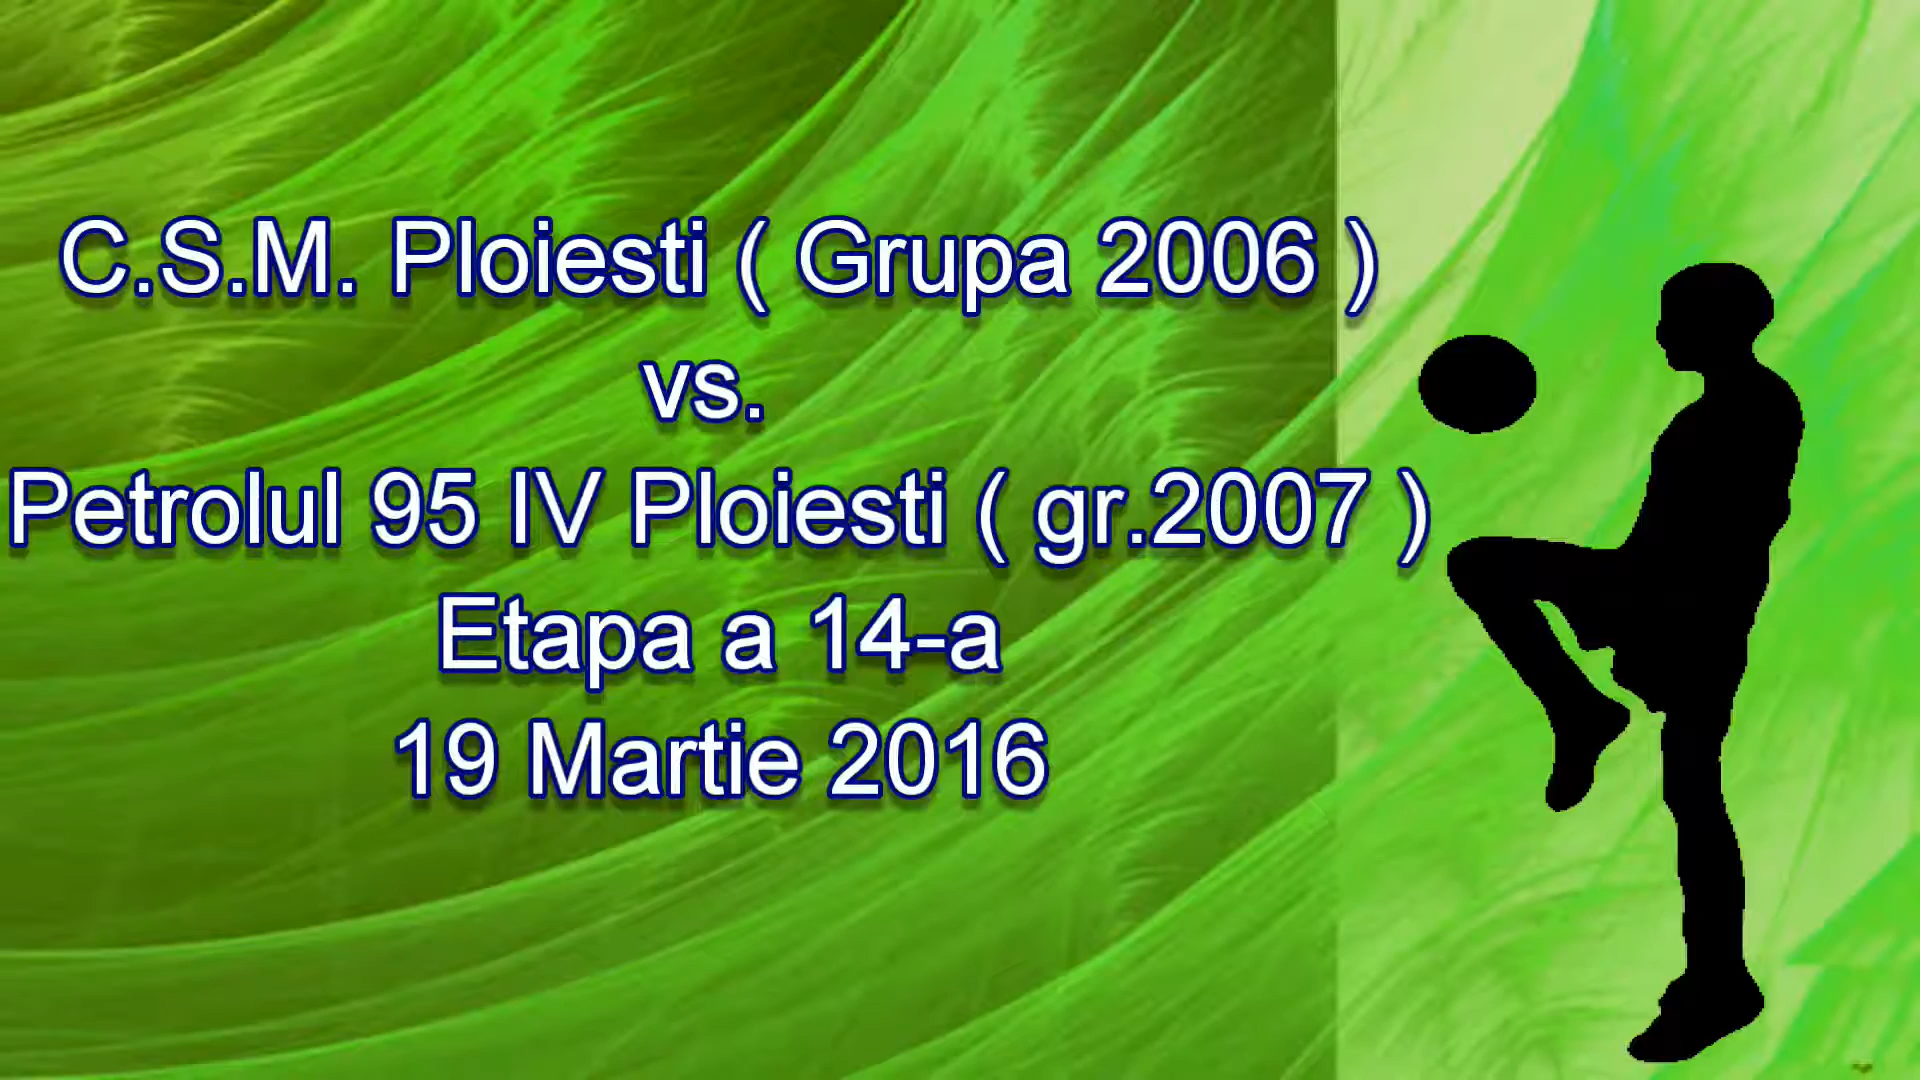 C.S.M. Ploiesti ( Grupa 2006 )
vs.
Petrolul 95 IV Ploiesti ( gr.2007 )
Etapa a 14-a
19 Martie 2016